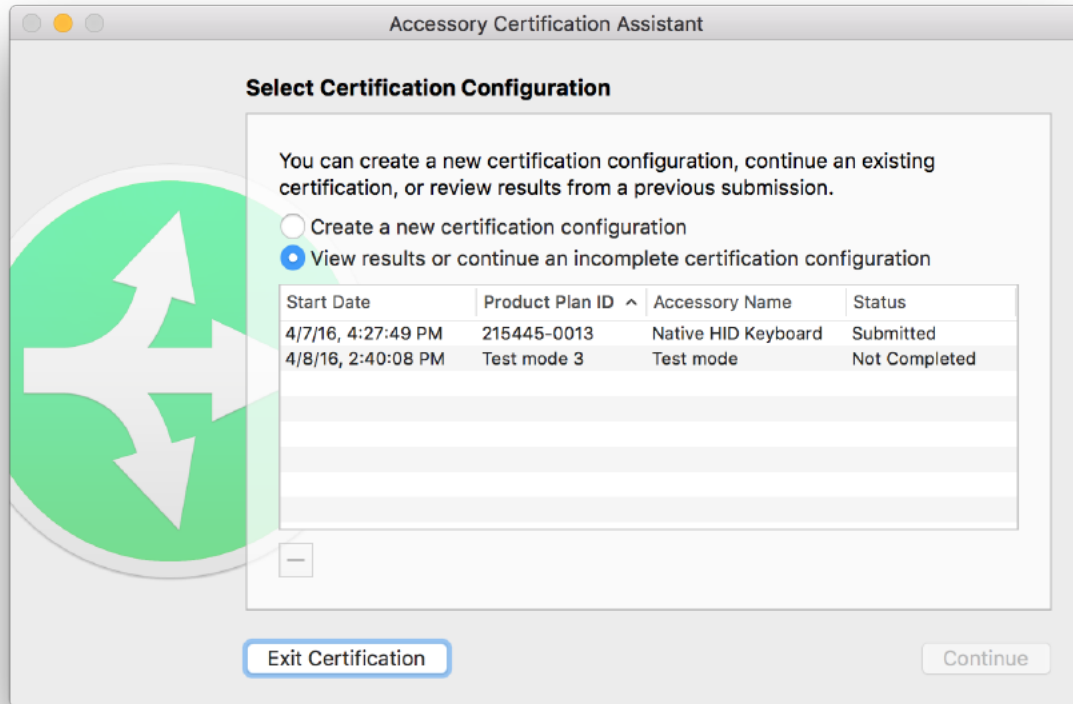 Accessory Certification Assistant
Select Certification Configuration
You can create a new certification configuration, continue an existing
certification, or review results from a previous submission.
Create a new certification configuration
View results or continue an incomplete certification configuration
Start Date Product Plan ID Accessory Name Status
4/7/16, 4:27:49 PM 215445-0013 Native HID Keyboard Submitted
4/8/16, 2:40:08 PM Test mode 3 Test mode Not Completed
Exit Certification Continue